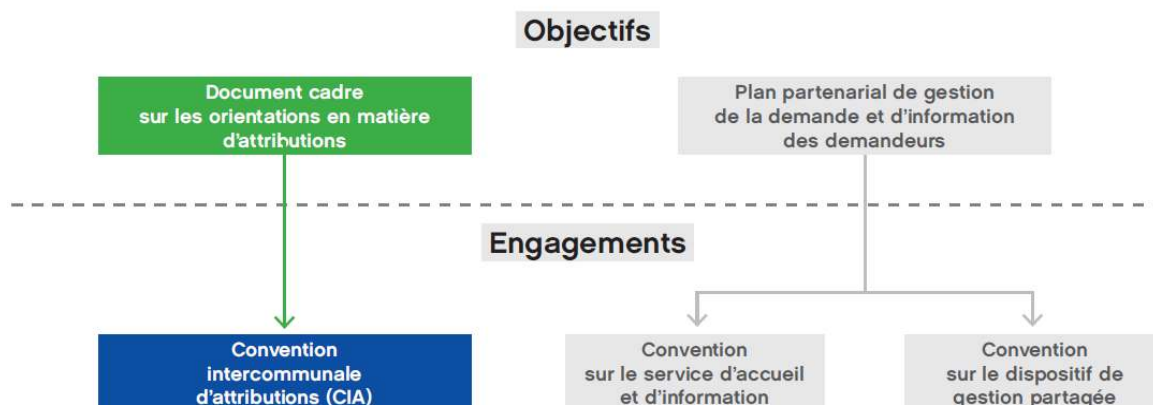 Objectifs
Document cadre
sur les orientations en matière
d'attributions
Plan partenarial de gestion
de la demande et d'information
des demandeurs
Engagements
Convention
intercommunale
d'attributions (CIA)
Convention
sur le service d'accueil
et d'information
Convention
sur le dispositif de
gestion partagée